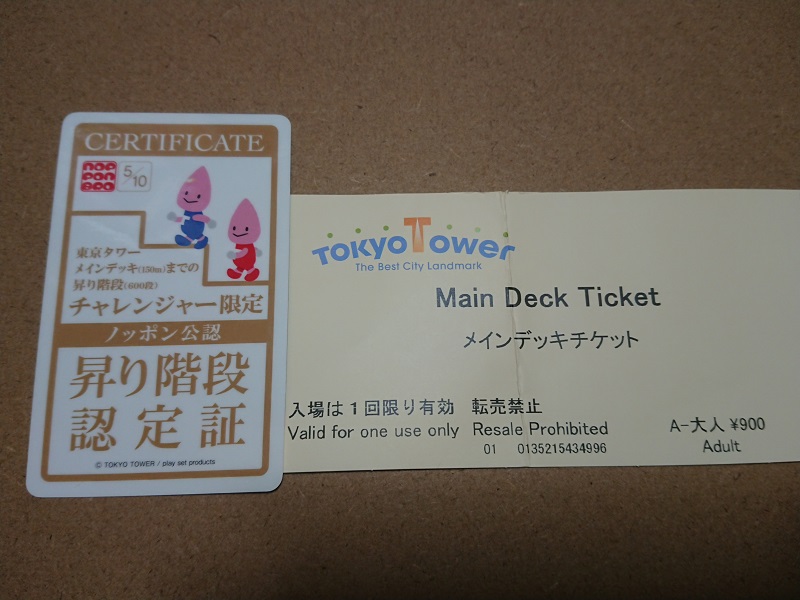 CERTIFICATE
nop
pon
epa
5/10
東京タワー
メインデッキ(150m)までの
昇り階段(600段)
チャレンジャー限定
ノッポン公認
昇り階段
認定証
© TOKYO TOWER / play set products
TOKYO TOWER
The Best City Landmark
Main Deck Ticket
メインデッキチケット
入場は1回限り有効 転売禁止
Valid for one use only Resale Prohibited
01 0135215434996
A-大人 ¥900
Adult